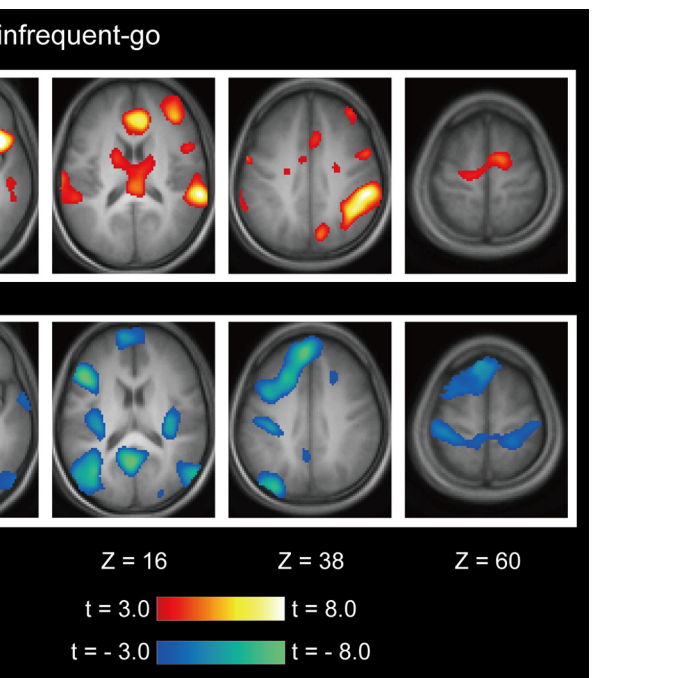 infrequent-go
Z = 16 Z = 38 Z = 60
t = 3.0 t = 8.0
t = - 3.0 t = - 8.0